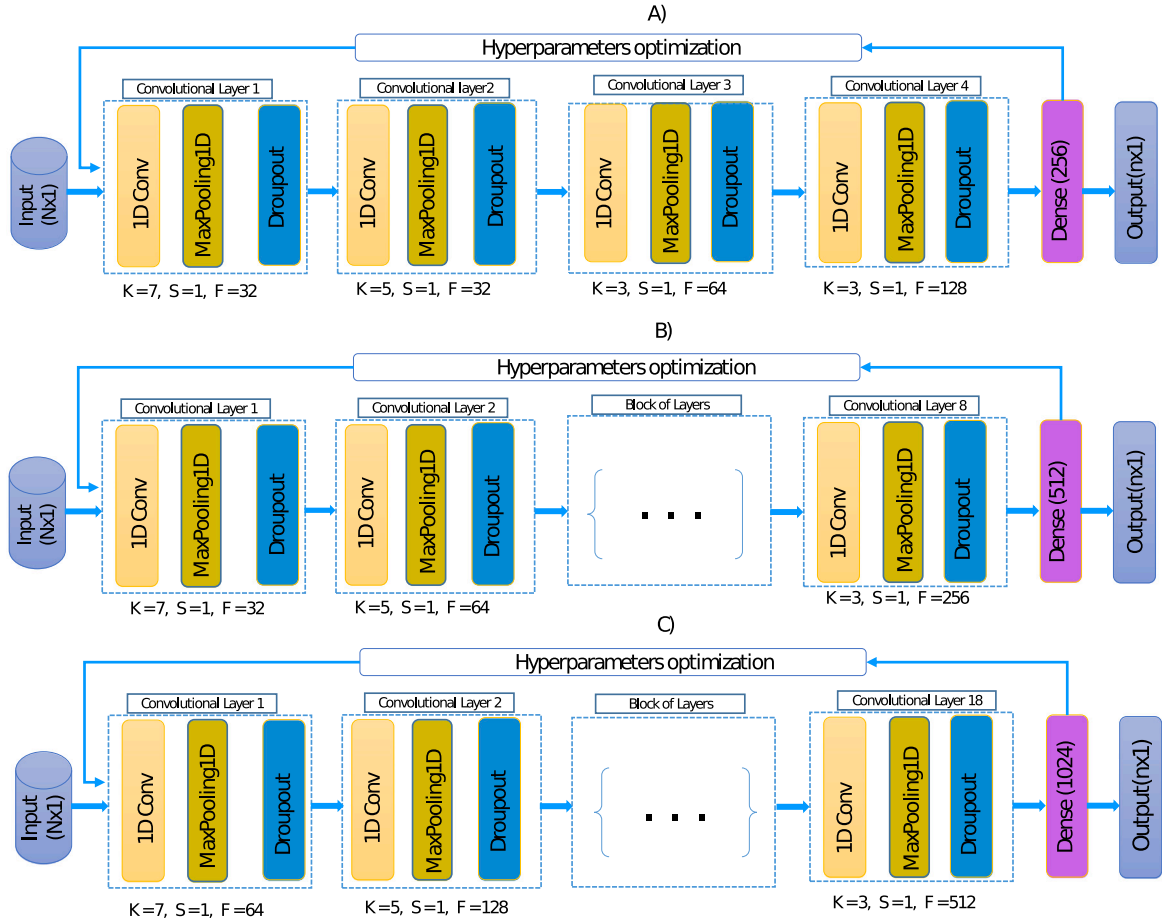 A)
Hyperparameters optimization
Convolutional Layer 1
Convolutional layer2
Convolutional Layer 3
Convolutional Layer 4
Input
(Nx1)
1D Conv
MaxPooling1D
Droupout
1D Conv
MaxPooling1D
Droupout
1D Conv
MaxPooling1D
Droupout
1D Conv
MaxPooling1D
Droupout
Dense (256)
Output(nx1)
K=7, S=1, F=32
K=5, S=1, F=32
K=3, S=1, F=64
K=3, S=1, F=128
B)
Hyperparameters optimization
Convolutional Layer 1
Convolutional Layer 2
Block of Layers
Convolutional Layer 8
Input
(Nx1)
1D Conv
MaxPooling1D
Droupout
1D Conv
MaxPooling1D
Droupout
. . .
1D Conv
MaxPooling1D
Droupout
Dense (512)
Output(nx1)
K=7, S=1, F=32
K=5, S=1, F=64
K=3, S=1, F=256
C)
Hyperparameters optimization
Convolutional Layer 1
Convolutional Layer 2
Block of Layers
Convolutional Layer 18
Input
(Nx1)
1D Conv
MaxPooling1D
Droupout
1D Conv
MaxPooling1D
Droupout
. . .
1D Conv
MaxPooling1D
Droupout
Dense (1024)
Output(nx1)
K=7, S=1, F=64
K=5, S=1, F=128
K=3, S=1, F=512